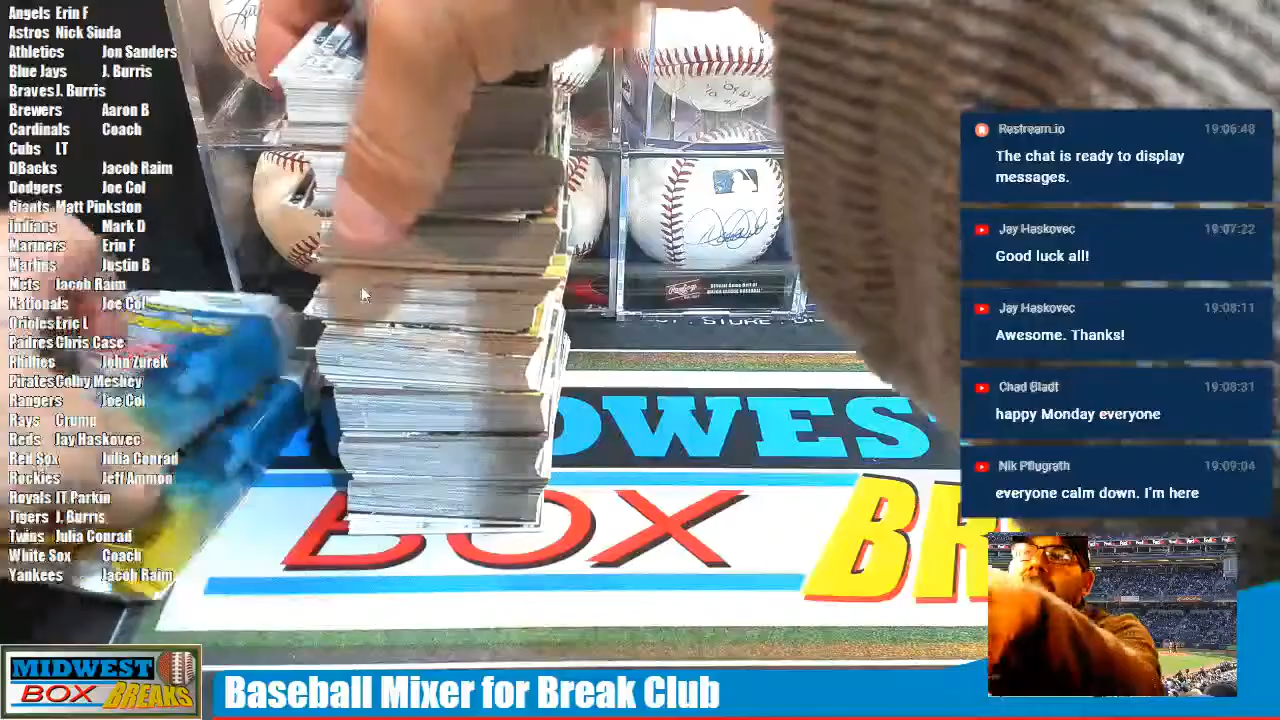 Angels Erin F
Astros Nick Siuda
Athletics Jon Sanders
Blue Jays J. Burris
Braves J. Burris
Brewers Aaron B
Cardinals Coach
Cubs LT
DBacks Jacob Raim
Dodgers Joe Col
Giants Matt Pinkston
Indians Mark D
Mariners Erin F
Marlins Justin B
Mets Jacob Raim
Nationals Joe Col
Orioles Eric L
Padres Chris Case
Phillies John Zurek
Pirates Colby Meshey
Rangers Joe Col
Rays Crump
Reds Jay Haskovec
Red Sox Julia Conrad
Rockies Jeff Ammon
Royals JT Parkin
Tigers J. Burris
Twins Julia Conrad
White Sox Coach
Yankees Jacob Raim
Restream.io 19:06:48
The chat is ready to display
messages.
Jay Haskovec 19:07:22
Good luck all!
Jay Haskovec 19:08:11
Awesome. Thanks!
Chad Bladt 19:08:31
happy Monday everyone
Nik Pflugrath 19:09:04
everyone calm down. I'm here
DWEST
BOX BR
MIDWEST
BOX BREAKS
Baseball Mixer for Break Club